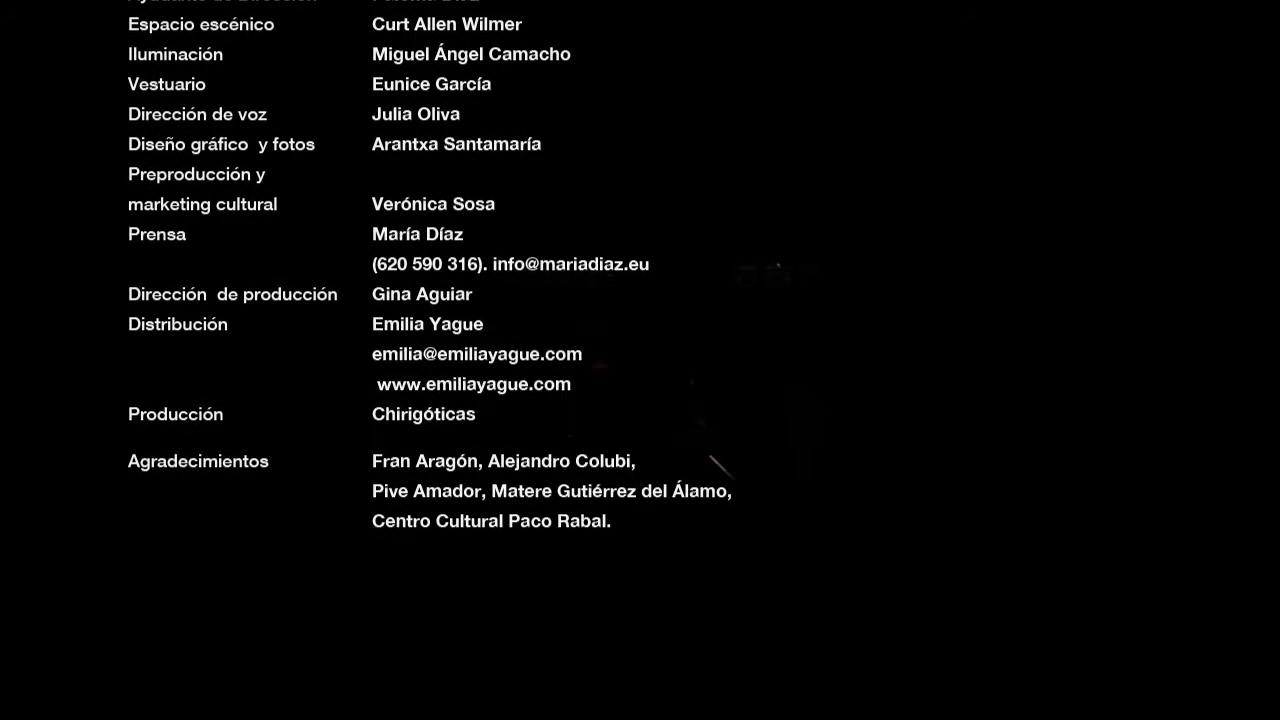 Espacio escénico Curt Allen Wilmer
Iluminación Miguel Ángel Camacho
Vestuario Eunice García
Dirección de voz Julia Oliva
Diseño gráfico y fotos Arantxa Santamaría
Preproducción y
marketing cultural Verónica Sosa
Prensa María Díaz
(620 590 316). info@mariadiaz.eu
Dirección de producción Gina Aguiar
Distribución Emilia Yague
emilia@emiliayague.com
www.emiliayague.com
Producción Chirigóticas
Agradecimientos Fran Aragón, Alejandro Colubi,
Pive Amador, Matere Gutiérrez del Álamo,
Centro Cultural Paco Rabal.